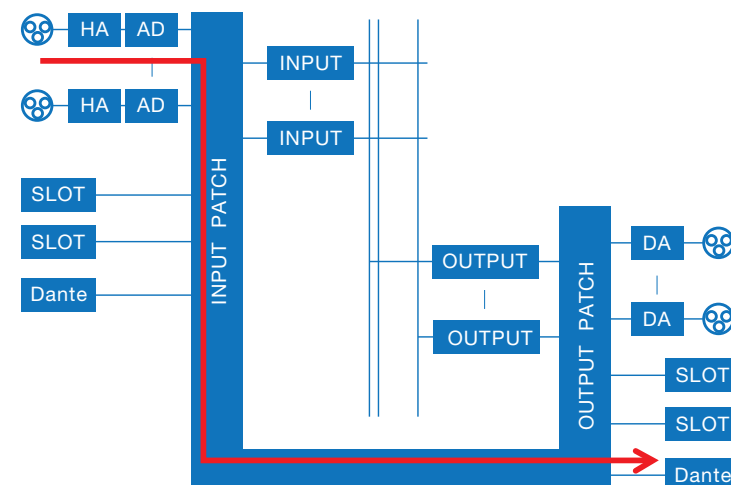 HA AD
INPUT
HA AD
INPUT
SLOT
SLOT
Dante
INPUT PATCH
OUTPUT
OUTPUT
OUTPUT PATCH
DA
DA
SLOT
SLOT
Dante